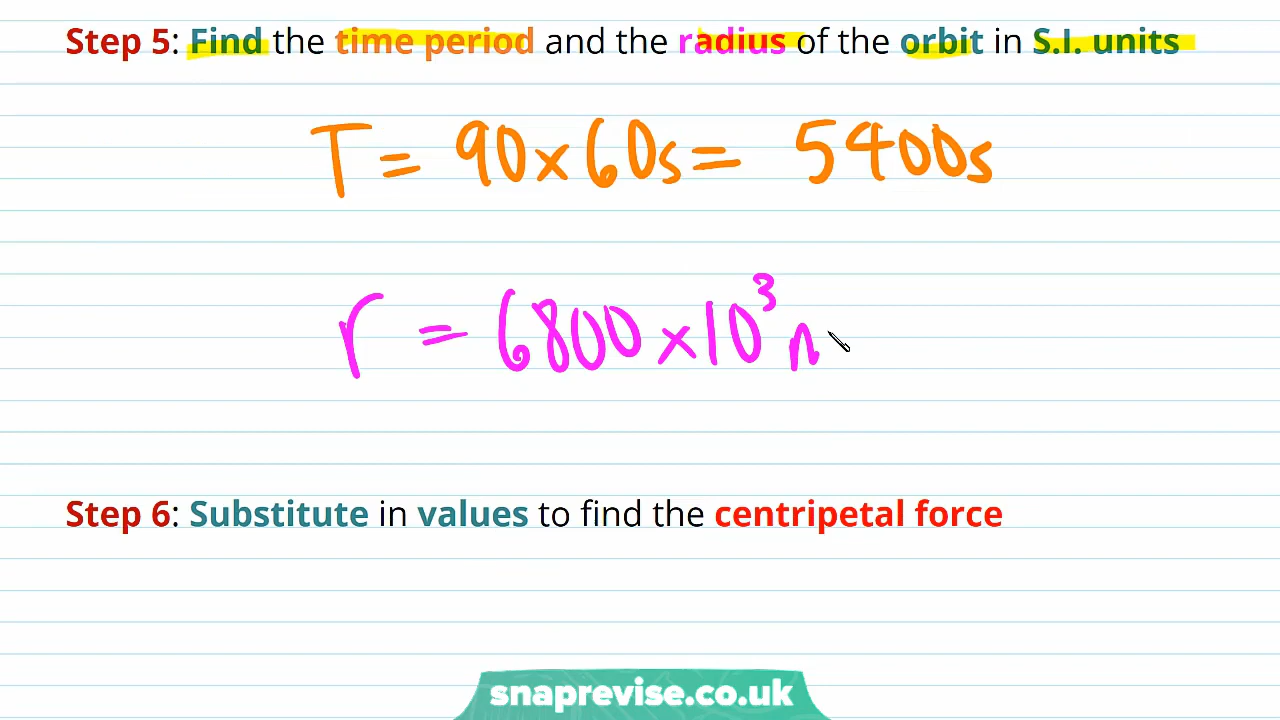 Step 5: Find the time period and the radius of the orbit in S.I. units
T = 90 x 60s = 5400s
r = 6800 x 10³ n
Step 6: Substitute in values to find the centripetal force
snaprevise.co.uk